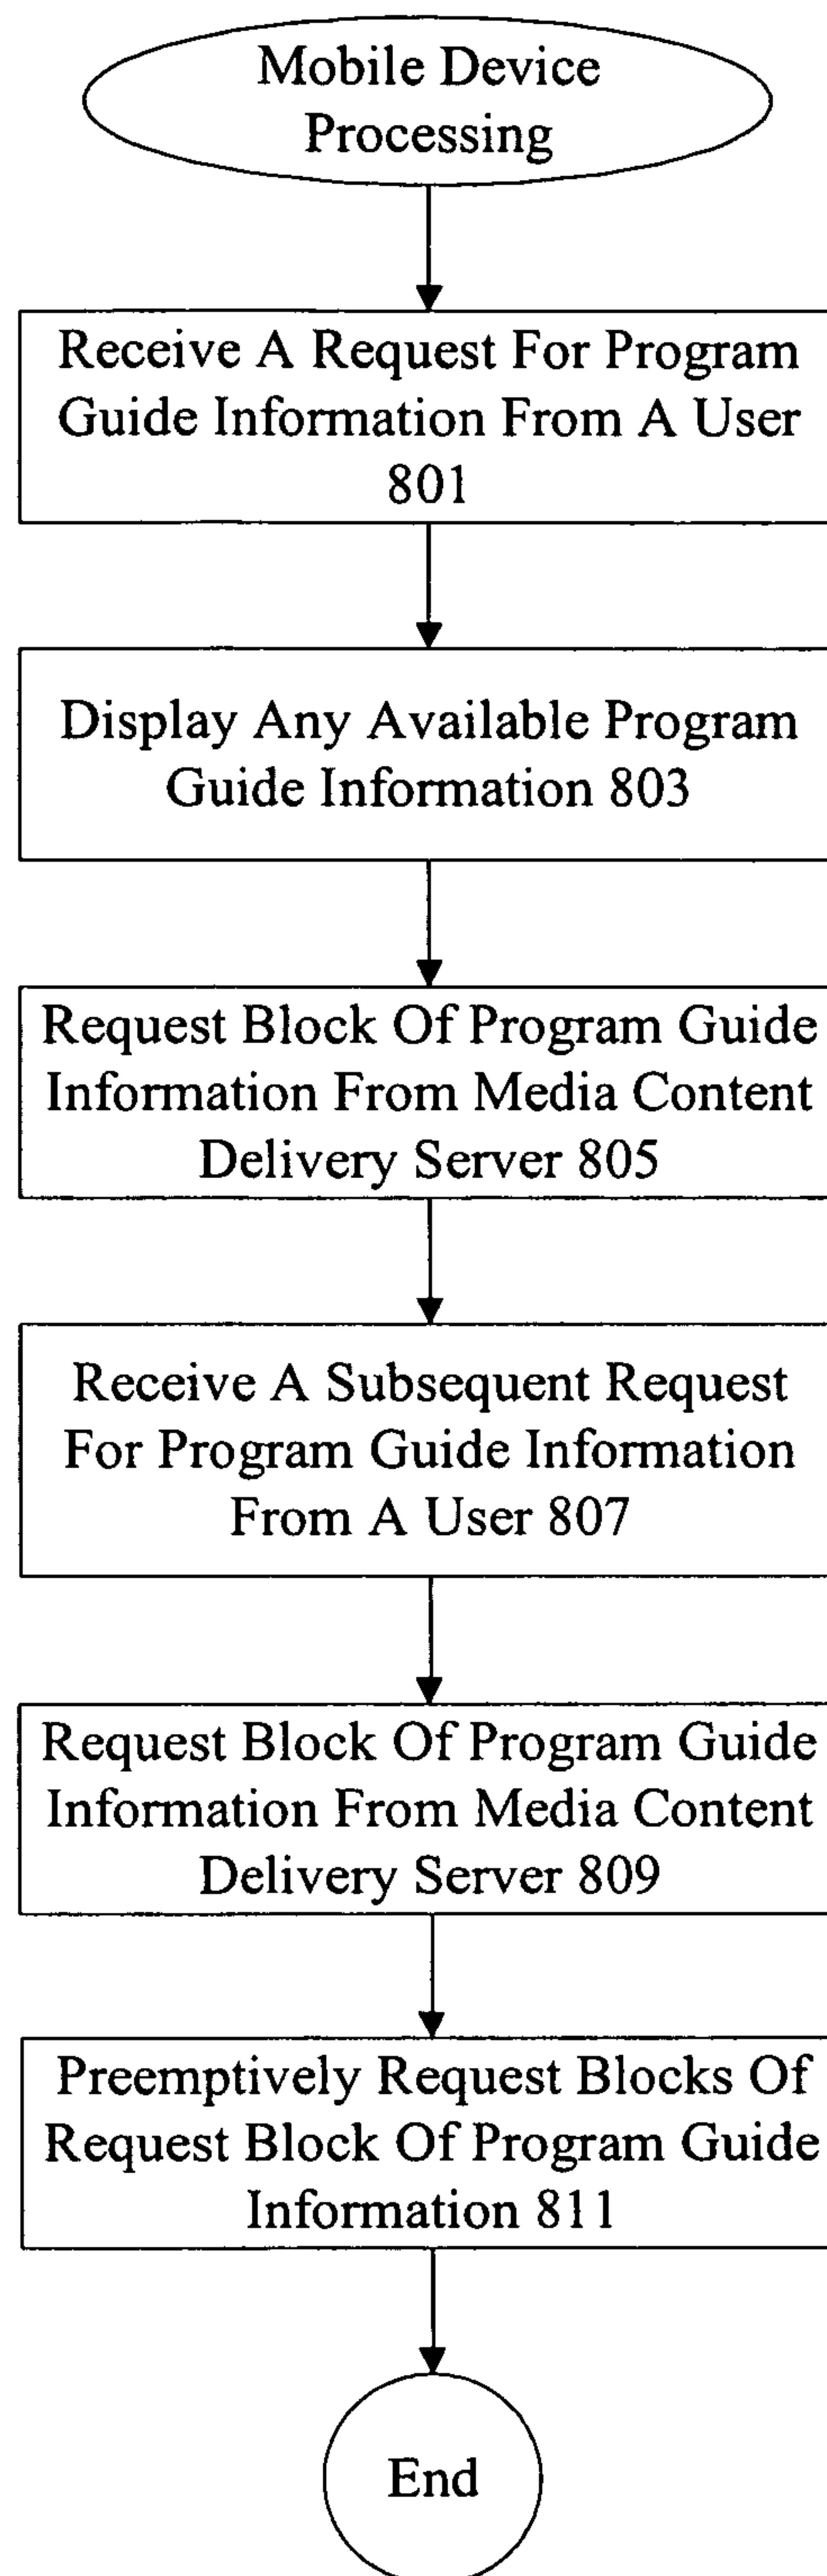 Mobile Device
Processing
Receive A Request For Program
Guide Information From A User
801
Display Any Available Program
Guide Information 803
Request Block Of Program Guide
Information From Media Content
Delivery Server 805
Receive A Subsequent Request
For Program Guide Information
From A User 807
Request Block Of Program Guide
Information From Media Content
Delivery Server 809
Preemptively Request Blocks Of
Request Block Of Program Guide
Information 811
End